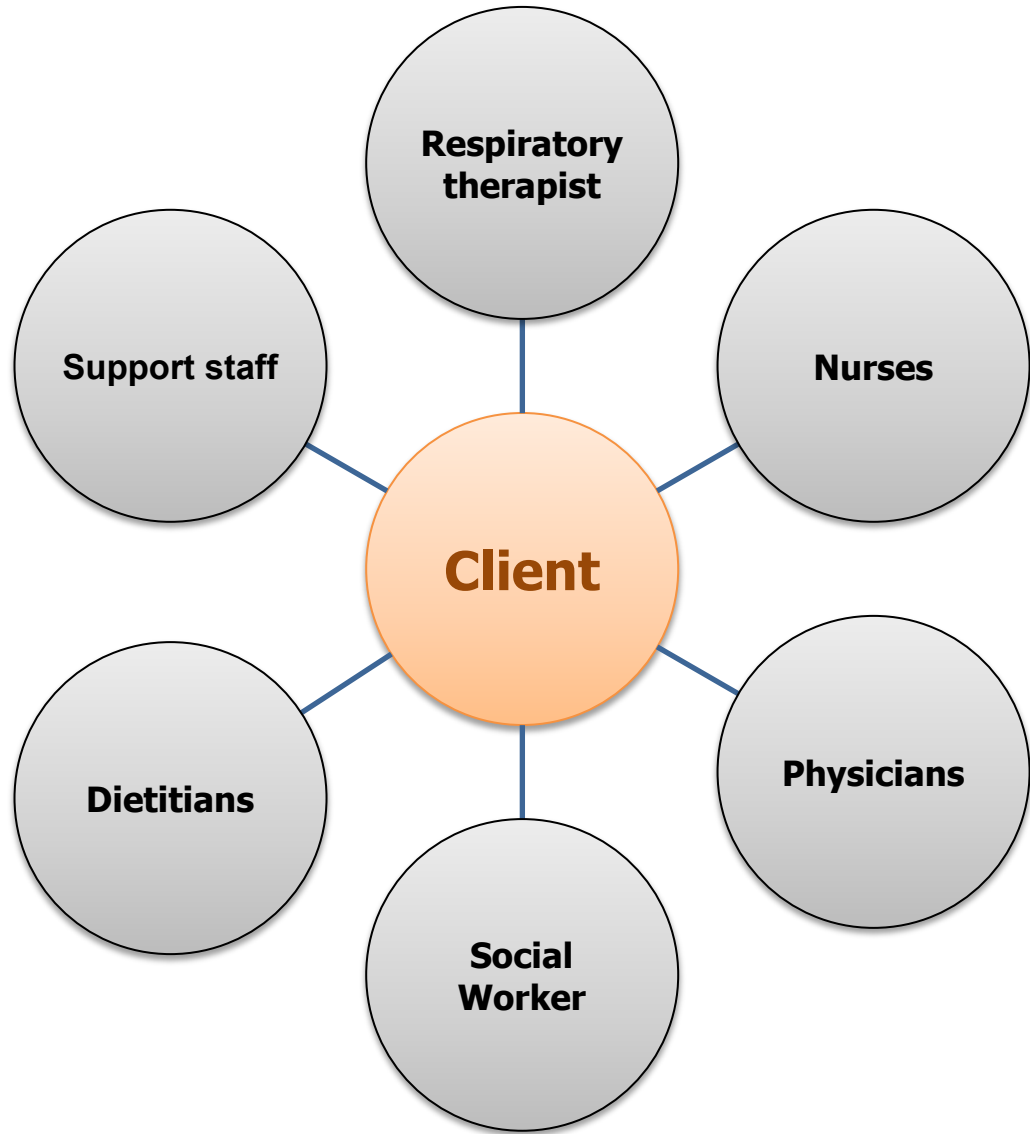 Respiratory
therapist
Support staff
Nurses
Client
Dietitians
Physicians
Social
Worker